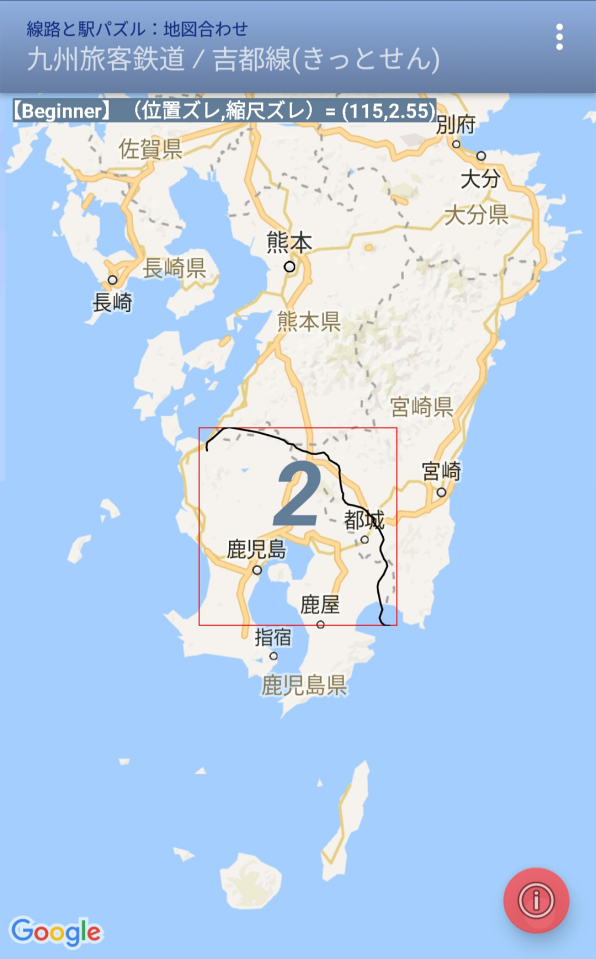 線路と駅パズル：地図合わせ
九州旅客鉄道 / 吉都線(きっとせん)
【Beginner】（位置ズレ,縮尺ズレ）= (115,2.55)
別府
佐賀県
大分
大分県
熊本
長崎県
長崎
熊本県
宮崎県
宮崎
2
都城
鹿児島
鹿屋
指宿
鹿児島県
Google